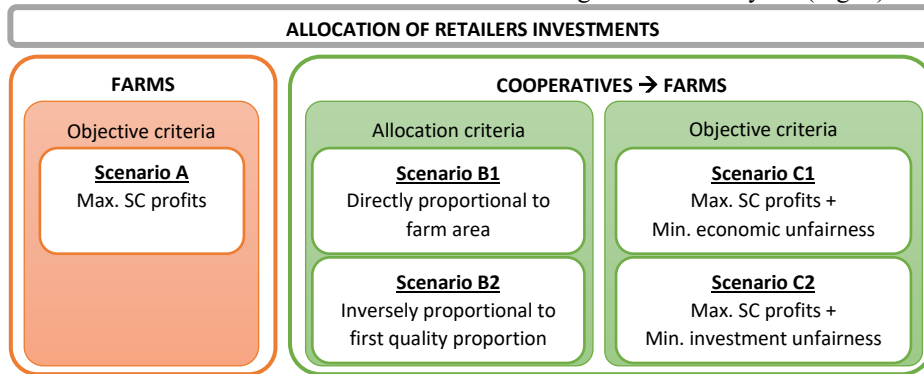 ALLOCATION OF RETAILERS INVESTMENTS
FARMS
Objective criteria
Scenario A
Max. SC profits
COOPERATIVES → FARMS
Allocation criteria
Scenario B1
Directly proportional to
farm area
Scenario B2
Inversely proportional to
first quality proportion
Objective criteria
Scenario C1
Max. SC profits +
Min. economic unfairness
Scenario C2
Max. SC profits +
Min. investment unfairness